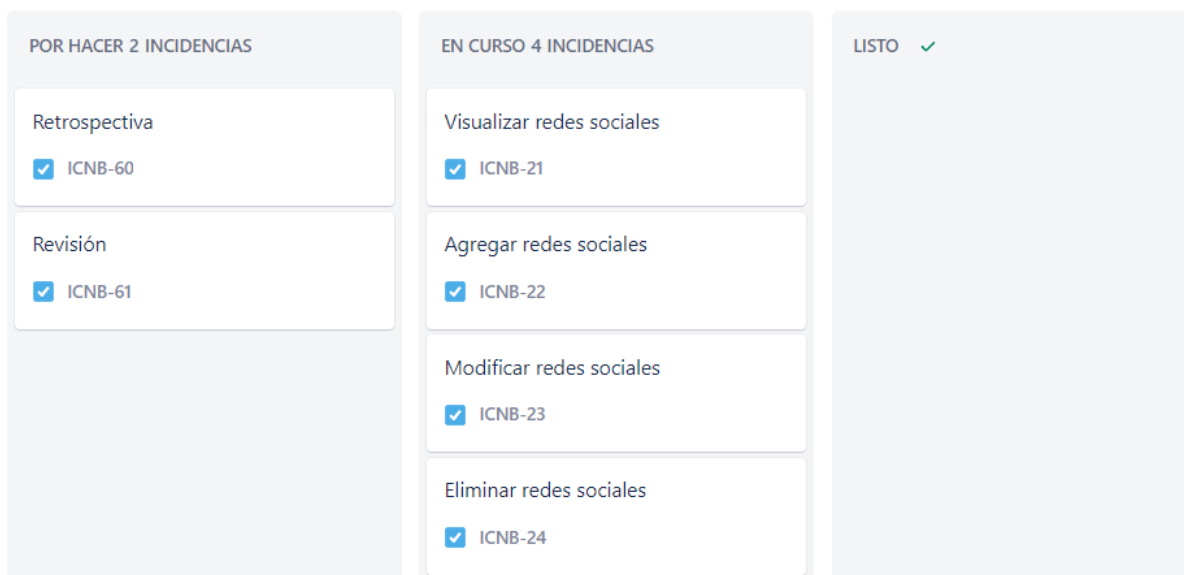 POR HACER 2 INCIDENCIAS
Retrospectiva
ICNB-60
Revisión
ICNB-61
EN CURSO 4 INCIDENCIAS
Visualizar redes sociales
ICNB-21
Agregar redes sociales
ICNB-22
Modificar redes sociales
ICNB-23
Eliminar redes sociales
ICNB-24
LISTO